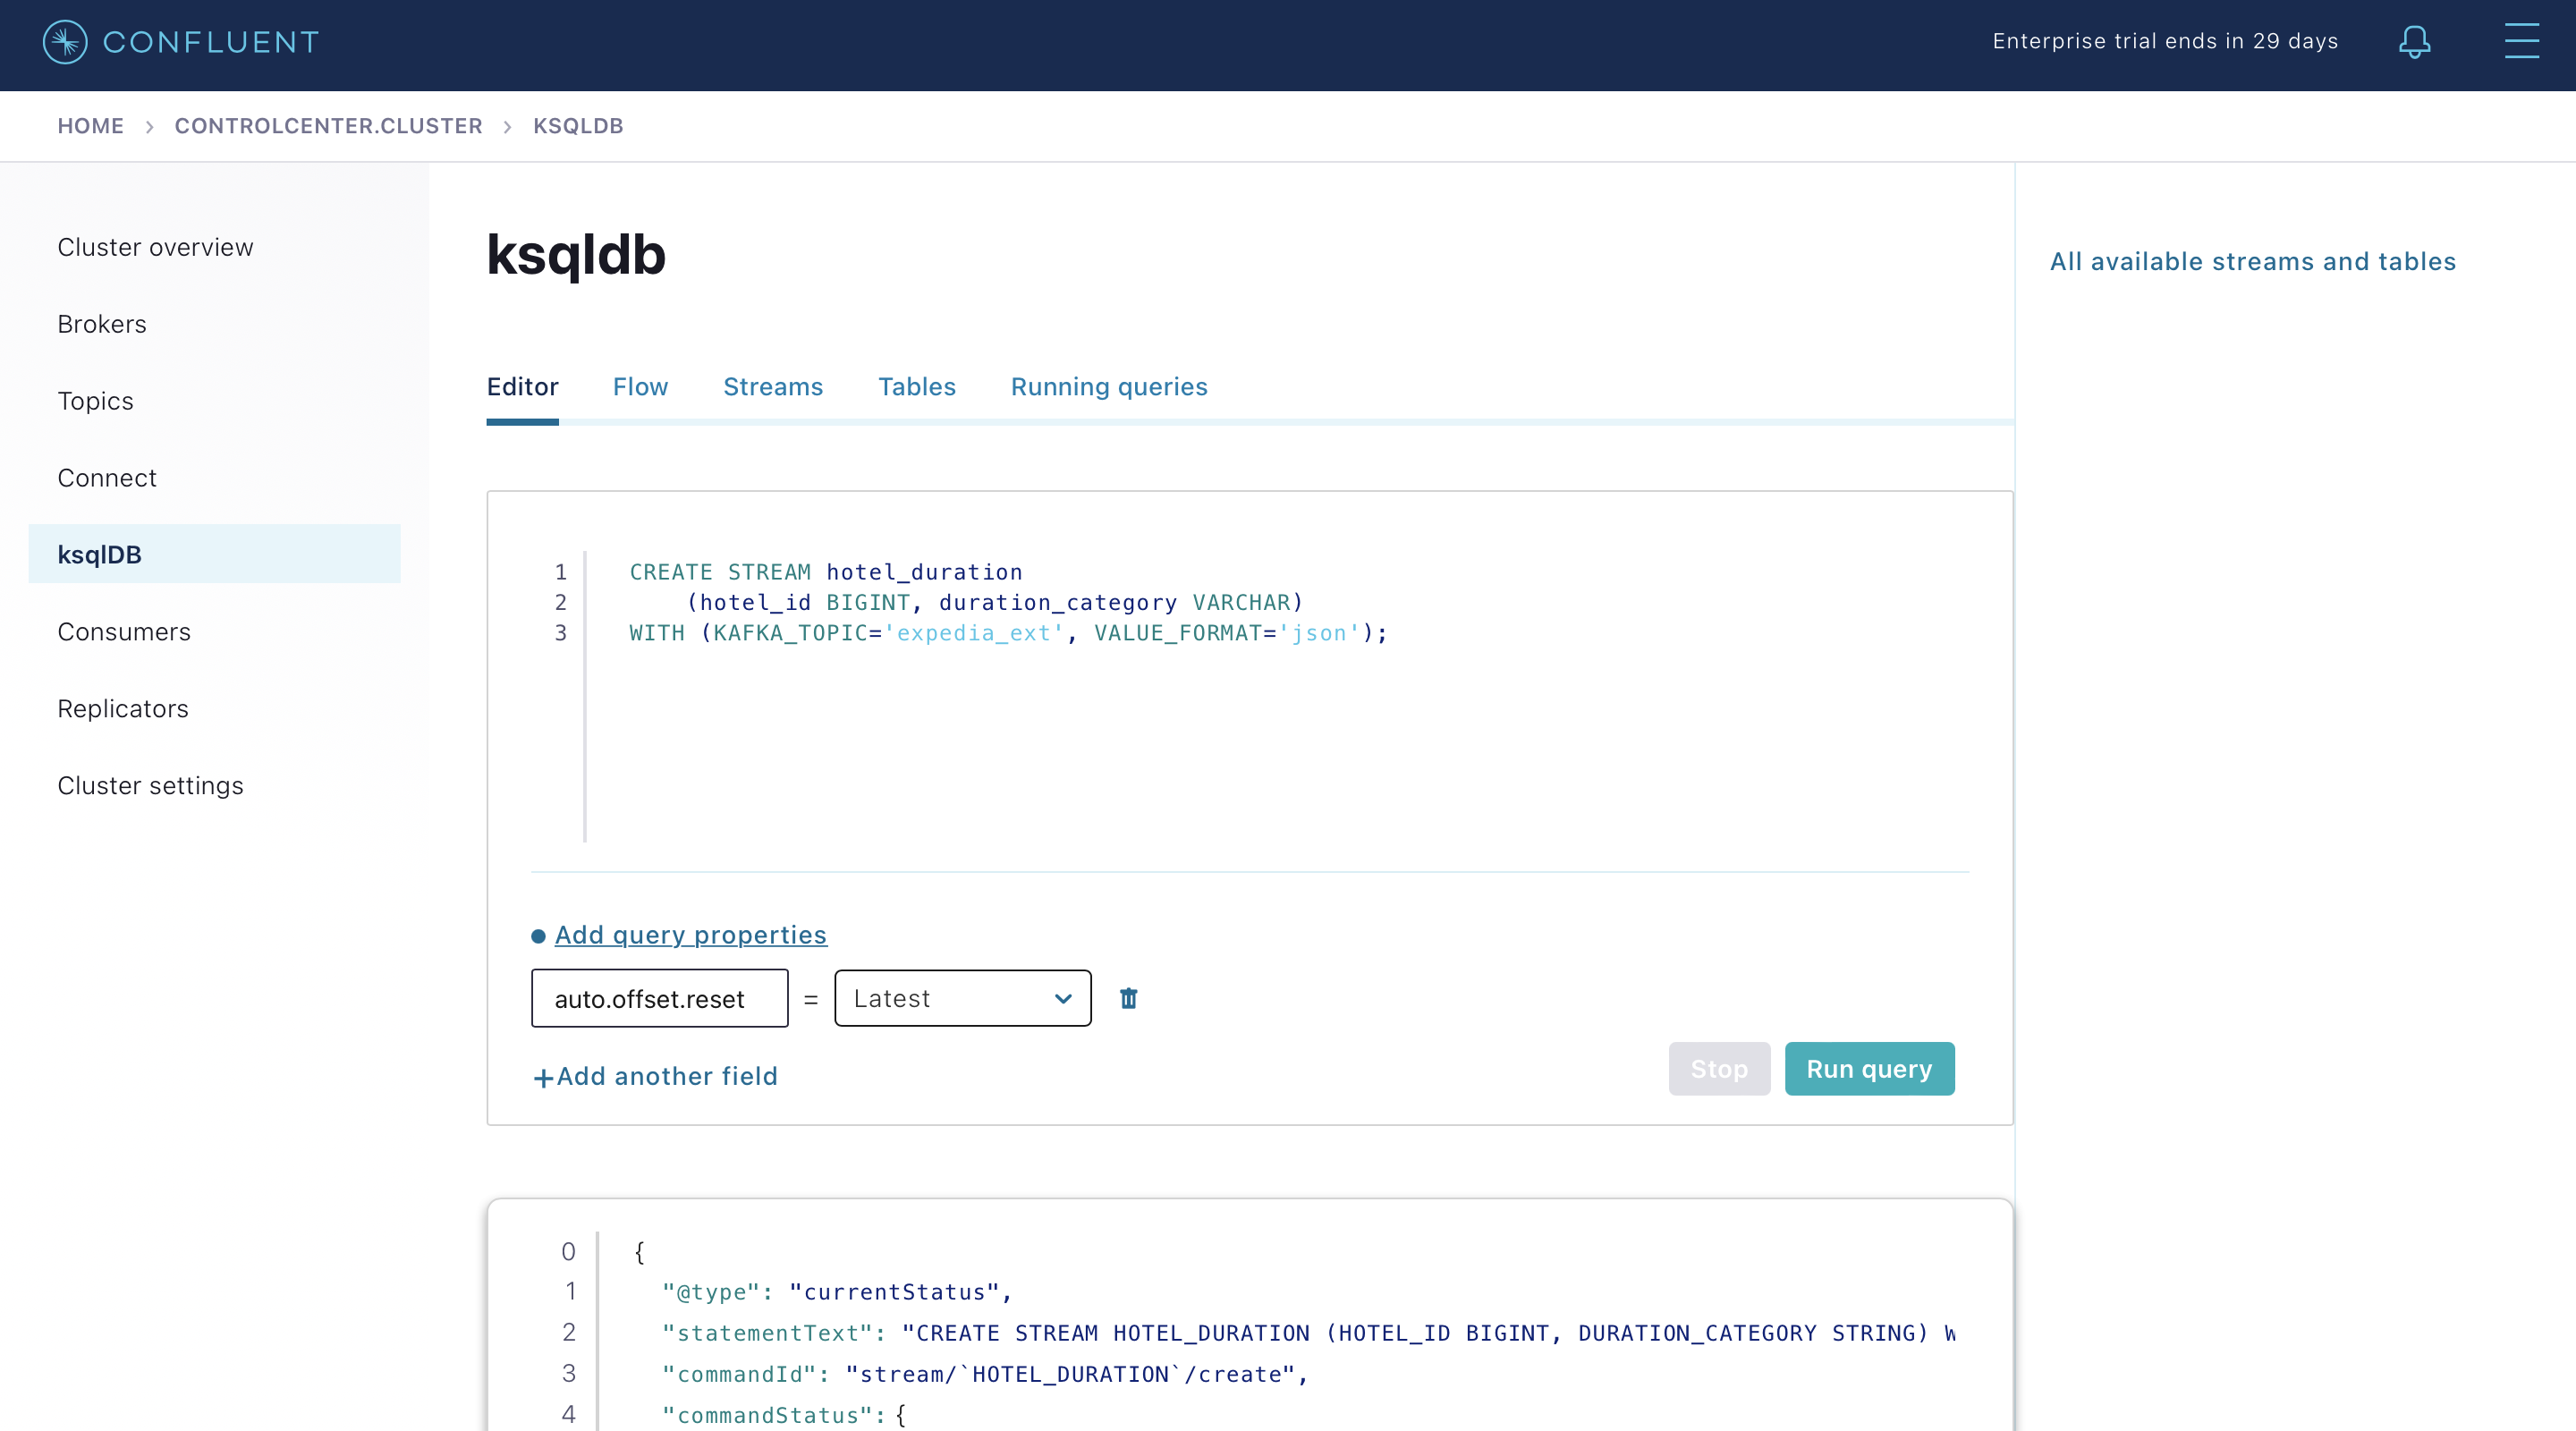 CONFLUENT
Enterprise trial ends in 29 days
HOME > CONTROLCENTER.CLUSTER > KSQLDB
Cluster overview
Brokers
Topics
Connect
ksqlDB
Consumers
Replicators
Cluster settings
ksqldb
Editor Flow Streams Tables Running queries
1 CREATE STREAM hotel_duration
2 (hotel_id BIGINT, duration_category VARCHAR)
3 WITH (KAFKA_TOPIC='expedia_ext', VALUE_FORMAT='json');
Add query properties
auto.offset.reset = Latest
+Add another field
Stop Run query
0 {
1 "@type": "currentStatus",
2 "statementText": "CREATE STREAM HOTEL_DURATION (HOTEL_ID BIGINT, DURATION_CATEGORY STRING) W
3 "commandId": "stream/`HOTEL_DURATION`/create",
4 "commandStatus": {
All available streams and tables